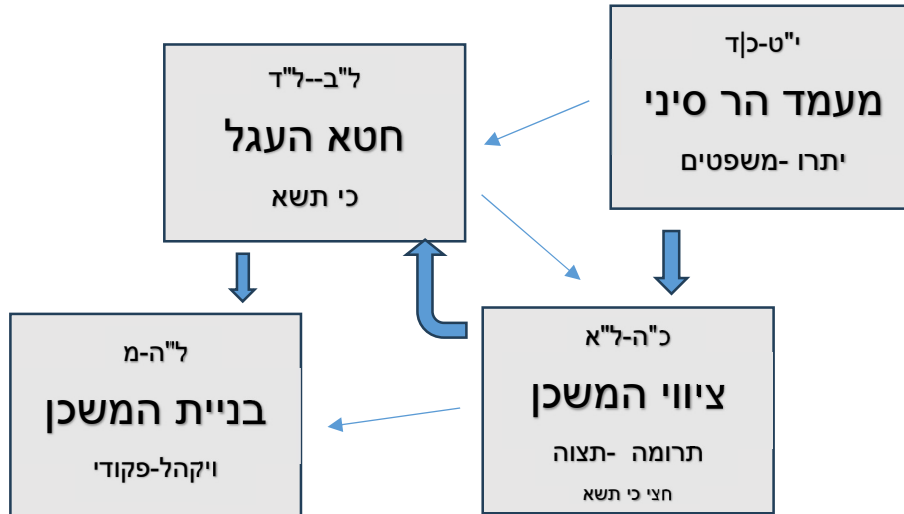 י"ט-כ|ד
מעמד הר סיני
יתרו -משפטים
ל"ב--ל"ד
חטא העגל
כי תשא
כ"ה-ל"א
ציווי המשכן
תרומה -תצוה
חצי כי תשא
ל"ה-מ
בניית המשכן
ויקהל-פקודי